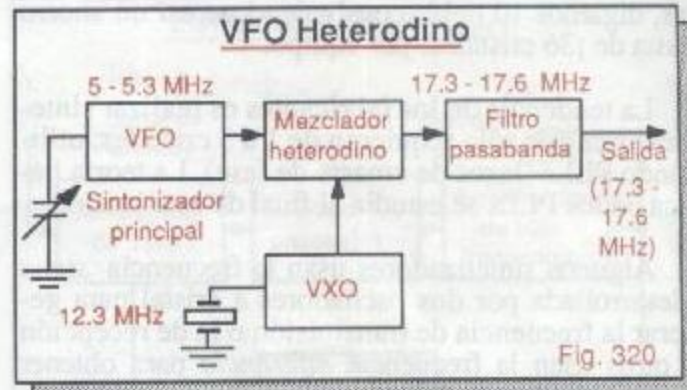 VFO Heterodino
5 - 5.3 MHz
17.3 - 17.6 MHz
VFO
Mezclador
heterodino
Filtro
pasabanda
Salida
(17.3 -
17.6
MHz)
Sintonizador
principal
VXO
12.3 MHz
Fig. 320